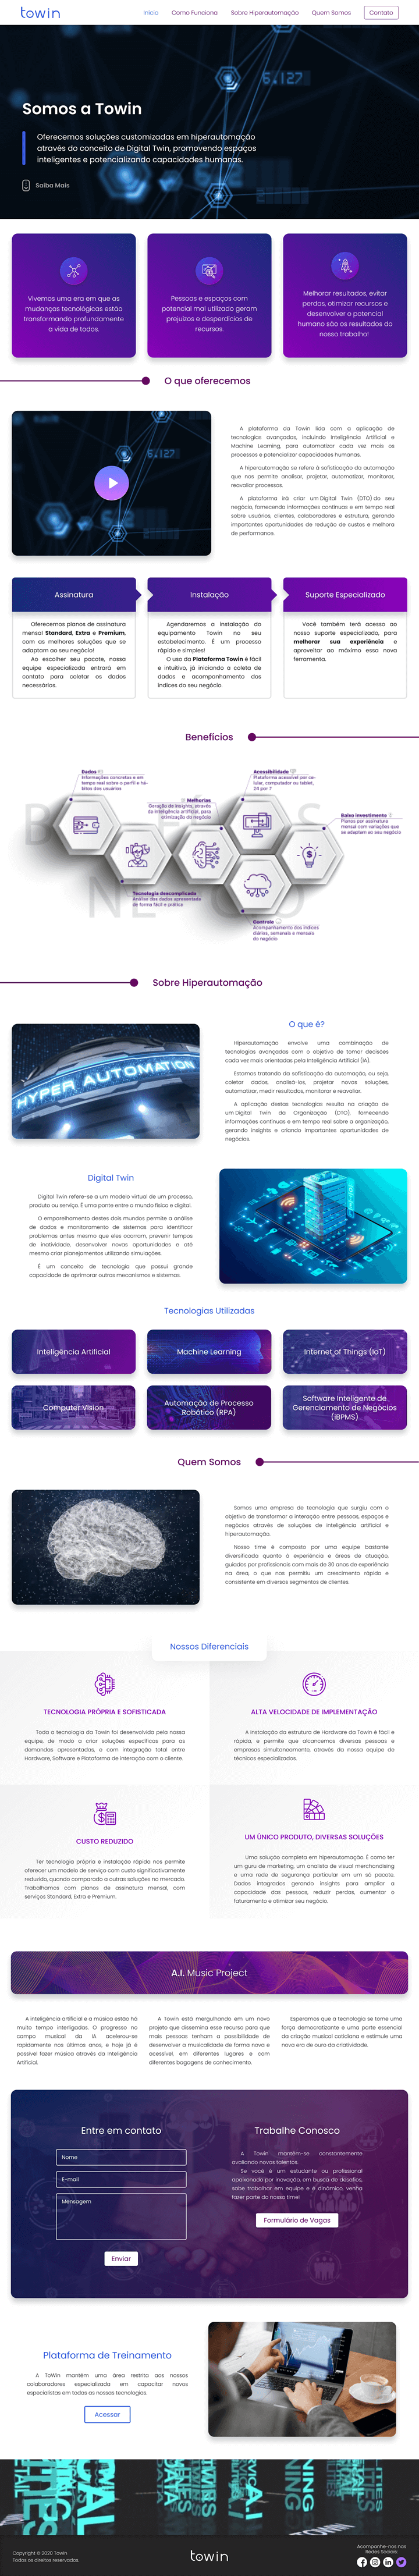 towin
Inicio
Como Funciona
Sobre Hiperautomação
Quem Somos
Contato
6.127
Somos a Towin
Oferecemos soluções customizadas em hiperautomação
através do conceito de Digital Twin, promovendo espaços
inteligentes e potencializando capacidades humanas.
Saiba Mais
Vivemos uma era em que as
mudanças tecnológicas estão
transformando profundamente
a vida de todos.
Pessoas e espaços com
potencial mal utilizado geram
prejuízos e desperdícios de
recursos.
Melhorar resultados, evitar
perdas, otimizar recursos e
desenvolver o potencial
humano são os resultados do
nosso trabalho!
O que oferecemos
6.127
A plataforma da Towin lida com a aplicação de
tecnologias avançadas, incluindo Inteligência Artificial e
Machine Learning, para automatizar cada vez mais os
processos e potencializar capacidades humanas.
A hiperautomação se refere à sofisticação da automação
que nos permite analisar, projetar, automatizar, monitorar,
reavaliar processos.
A plataforma irá criar um Digital Twin (DTO) do seu
negócio, fornecendo informações contínuas e em tempo real
sobre usuários, clientes, colaboradores e estrutura, gerando
importantes oportunidades de redução de custos e melhora
de performance.
Assinatura
Oferecemos planos de assinatura
mensal Standard, Extra e Premium,
com as melhores soluções que se
adaptam ao seu negócio!
Ao escolher seu pacote, nossa
equipe especializada entrará em
contato para coletar os dados
necessários.
Instalação
Agendaremos a instalação do
equipamento Towin no seu
estabelecimento. É um processo
rápido e simples!
O uso da Plataforma Towin é fácil
e intuitivo, já iniciando a coleta de
dados e acompanhamento dos
índices do seu negócio.
Suporte Especializado
Você também terá acesso ao
nosso suporte especializado, para
melhorar sua experiência e
aproveitar ao máximo essa nova
ferramenta.
Benefícios
Dados
Informações concretas e em
tempo real sobre o perfil e há-
bitos dos usuários
Melhorias
Geração de insights, através
da inteligência artificial, para
otimização do negócio
Acessibilidade
Plataforma acessível por ce-
lular, computador ou tablet,
24 por 7
Baixo investimento
Planos por assinatura
mensal com variações que
se adaptam ao seu negócio
Tecnologia descomplicada
Análise dos dados apresentada
de forma fácil e prática
Controle
Acompanhamento dos índices
diários, semanais e mensais
do negócio
Sobre Hiperautomação
HYPER AUTOMATION
O que é?
Hiperautomação envolve uma combinação de
tecnologias avançadas com o objetivo de tomar decisões
cada vez mais orientadas pela Inteligência Artificial (IA).
Estamos tratando da sofisticação da automação, ou seja,
coletar dados, analisá-los, projetar novas soluções,
automatizar, medir resultados, monitorar e reavaliar.
A aplicação destas tecnologias resulta na criação de
um Digital Twin da Organização (DTO), fornecendo
informações contínuas e em tempo real sobre a organização,
gerando insights e criando importantes oportunidades de
negócios.
Digital Twin
Digital Twin refere-se a um modelo virtual de um processo,
produto ou serviço. É uma ponte entre o mundo físico e digital.
O emparelhamento destes dois mundos permite a análise
de dados e monitoramento de sistemas para identificar
problemas antes mesmo que eles ocorram, prevenir tempos
de inatividade, desenvolver novas oportunidades e até
mesmo criar planejamentos utilizando simulações.
É um conceito de tecnologia que possui grande
capacidade de aprimorar outros mecanismos e sistemas.
Tecnologias Utilizadas
Inteligência Artificial
Machine Learning
Internet of Things (IoT)
Computer Vision
Automação de Processo
Robótico (RPA)
Software Inteligente de
Gerenciamento de Negócios
(iBPMS)
Quem Somos
Somos uma empresa de tecnologia que surgiu com o
objetivo de transformar a interação entre pessoas, espaços e
negócios através de soluções de inteligência artificial e
hiperautomação.
Nosso time é composto por uma equipe bastante
diversificada quanto à experiência e áreas de atuação,
guiados por profissionais com mais de 30 anos de experiência
na área, o que nos permitiu um crescimento rápido e
consistente em diversos segmentos de clientes.
Nossos Diferenciais
TECNOLOGIA PRÓPRIA E SOFISTICADA
Toda a tecnologia da Towin foi desenvolvida pela nossa
equipe, de modo a criar soluções específicas para as
demandas apresentadas, e com integração total entre
Hardware, Software e Plataforma de interação com o cliente.
ALTA VELOCIDADE DE IMPLEMENTAÇÃO
A instalação da estrutura de Hardware da Towin é fácil e
rápida, e permite que alcancemos diversas pessoas e
empresas simultaneamente, através da nossa equipe de
técnicos especializados.
CUSTO REDUZIDO
Ter tecnologia própria e instalação rápida nos permite
oferecer um modelo de serviço com custo significativamente
reduzido, quando comparado a outras soluções no mercado.
Trabalhamos com planos de assinatura mensal, com
serviços Standard, Extra e Premium.
UM ÚNICO PRODUTO, DIVERSAS SOLUÇÕES
Uma solução completa em hiperautomação. É como ter
um guru de marketing, um analista de visual merchandising
e uma rede de segurança particular em um só pacote.
Dados integrados gerando insights para ampliar a
capacidade das pessoas, reduzir perdas, aumentar o
faturamento e otimizar seu negócio.
A.I. Music Project
A inteligência artificial e a música estão há
muito tempo interligadas. O progresso no
campo musical da IA acelerou-se
rapidamente nos últimos anos, e hoje já é
possível fazer música através da Inteligência
Artificial.
A Towin está mergulhando em um novo
projeto que dissemina esse recurso para que
mais pessoas tenham a possibilidade de
desenvolver a musicalidade de forma nova e
acessível, em diferentes lugares e com
diferentes bagagens de conhecimento.
Esperamos que a tecnologia se torne uma
força democratizante e uma parte essencial
da criação musical cotidiana e estimule uma
nova era de ouro da criatividade.
Entre em contato
Nome
E-mail
Mensagem
Enviar
Trabalhe Conosco
A Towin mantém-se constantemente
avaliando novos talentos.
Se você é um estudante ou profissional
apaixonado por inovação, em busca de desafios,
sabe trabalhar em equipe e é dinâmico, venha
fazer parte do nosso time!
Formulário de Vagas
Plataforma de Treinamento
A ToWin mantém uma área restrita aos nossos
colaboradores especializada em capacitar novos
especialistas em todas as nossas tecnologias.
Acessar
Copyright © 2020 Towin
Todos os direitos reservados.
towin
Acompanhe-nos nas
Redes Sociais: